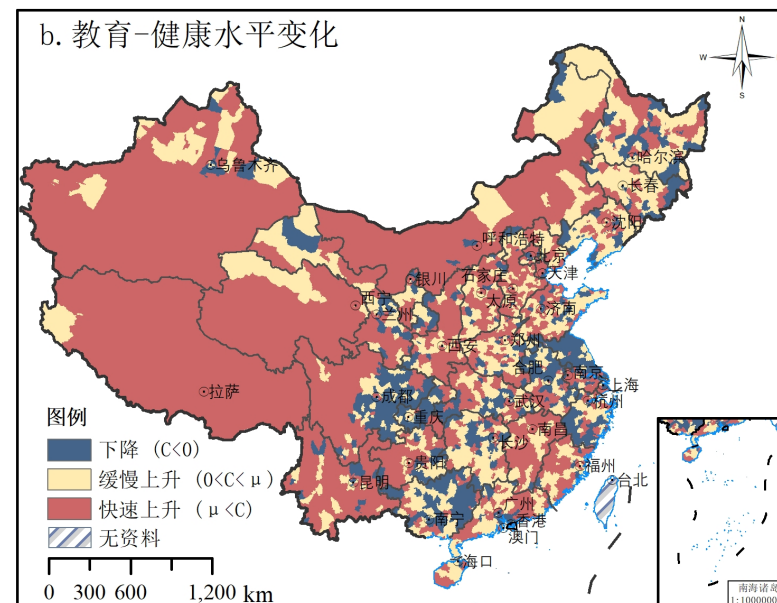 b. 教育-健康水平变化
N
W
E
S
乌鲁木齐
哈尔滨
长春
沈阳
呼和浩特
北京
天津
石家庄
银川
太原
西宁
兰州
济南
西安
郑州
合肥
南京
上海
拉萨
成都
武汉
杭州
重庆
南昌
长沙
贵阳
福州
昆明
台北
广州
南宁
香港
澳门
海口
图例
下降 (C<0)
缓慢上升 (0<C<μ)
快速上升 (μ<C)
无资料
0 300 600 1,200 km
南海诸岛